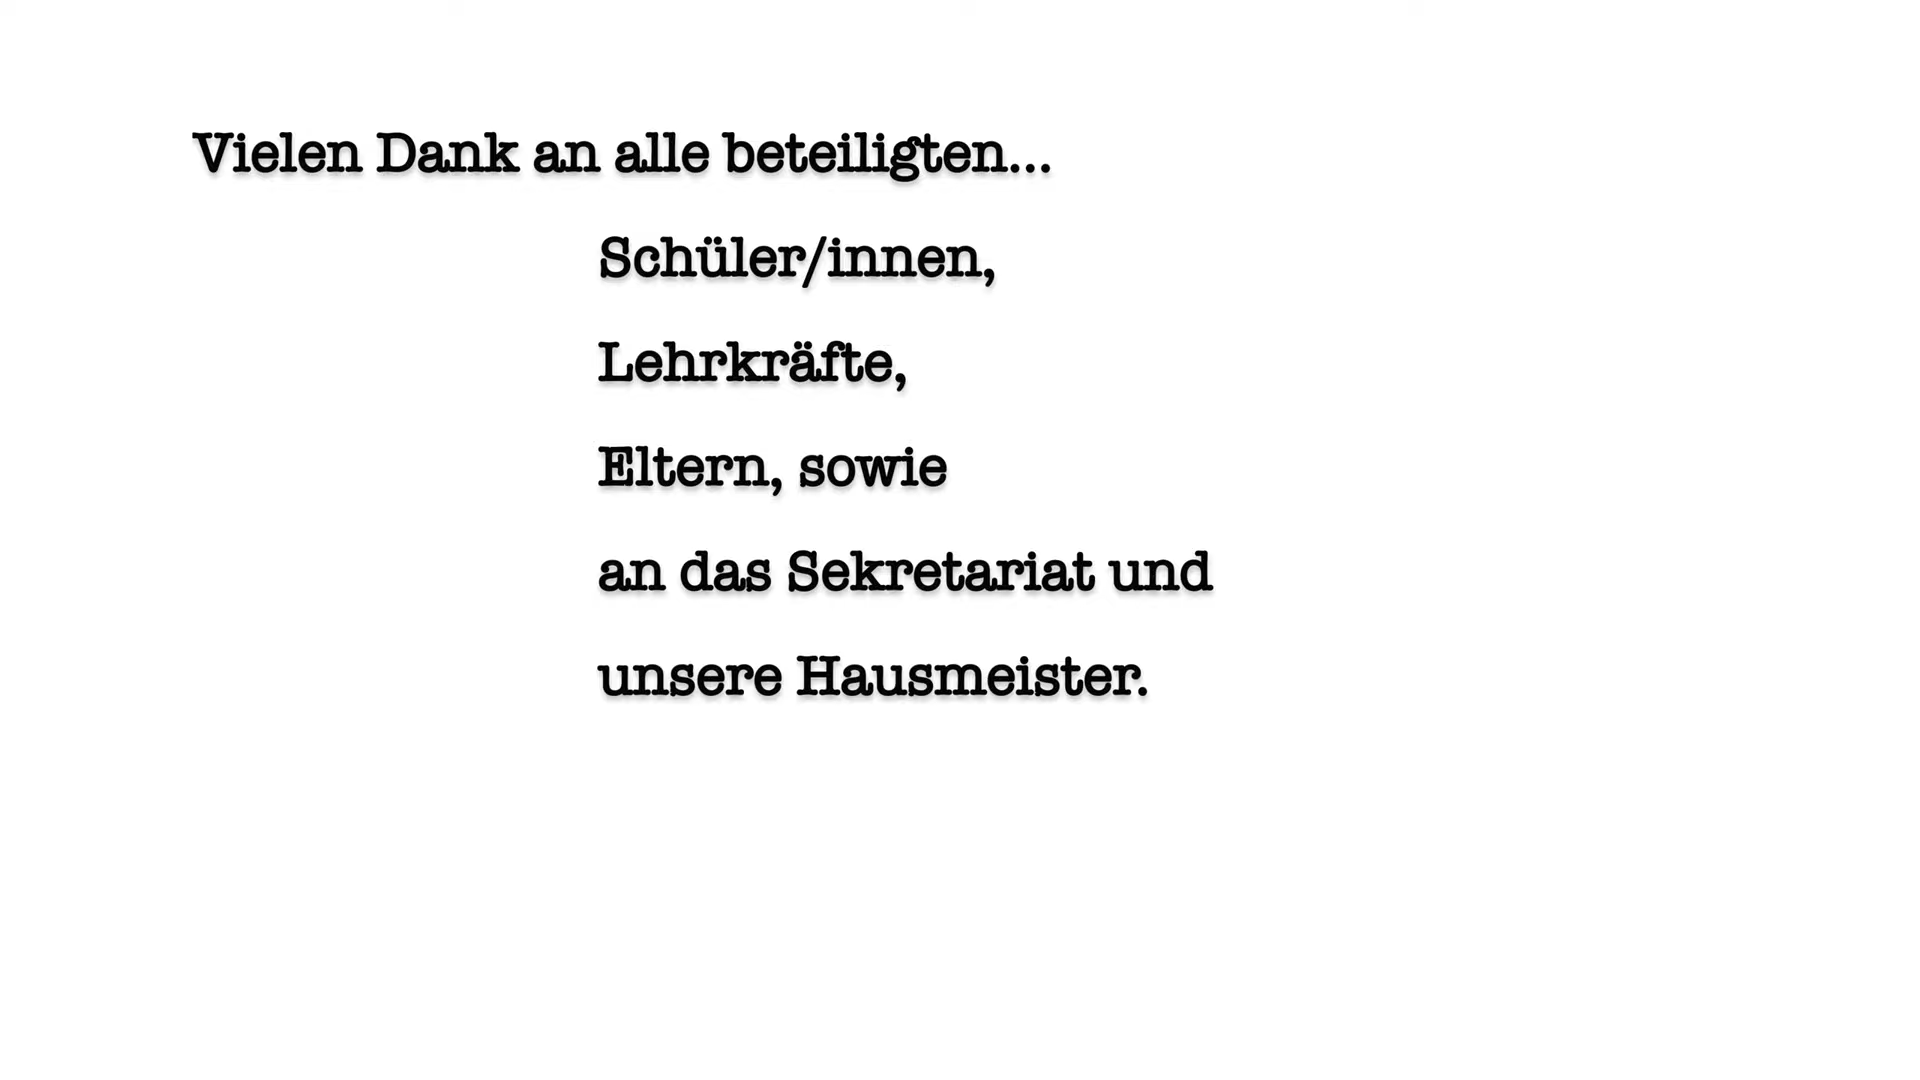 Vielen Dank an alle beteiligten...
Schüler/innen,
Lehrkräfte,
Eltern, sowie
an das Sekretariat und
unsere Hausmeister.